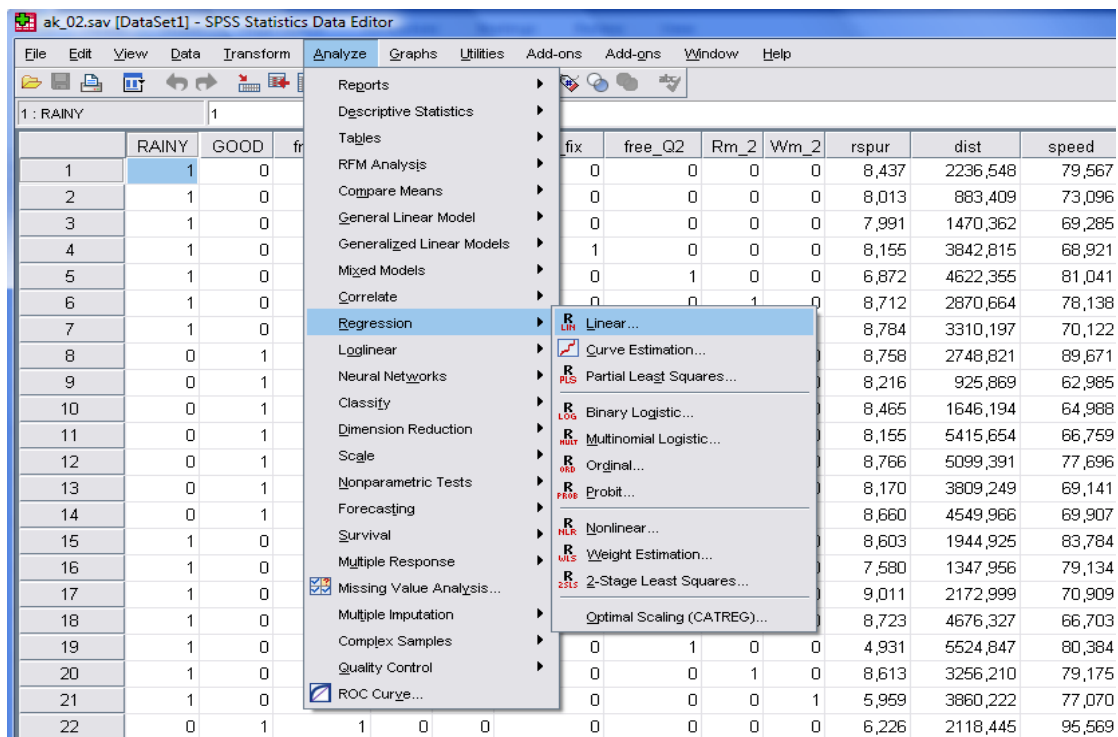 ak_02.sav [DataSet1] - SPSS Statistics Data Editor
File Edit View Data Transform Analyze Graphs Utilities Add-ons Add-ons Window Help
1 : RAINY 1
RAINY GOOD fr fix free_Q2 Rm_2 Wm_2 rspur dist speed
1 1 0 0 0 0 0 8,437 2236,548 79,567
2 1 0 0 0 0 0 8,013 883,409 73,096
3 1 0 0 0 0 0 7,991 1470,362 69,285
4 1 0 1 0 0 0 8,155 3842,815 68,921
5 1 0 0 1 0 0 6,872 4622,355 81,041
6 1 0 0 0 1 0 8,712 2870,664 78,138
7 1 0 8,784 3310,197 70,122
8 0 1 0 8,758 2748,821 89,671
9 0 1 8,216 925,869 62,985
10 0 1 8,465 1646,194 64,988
11 0 1 8,155 5415,654 66,759
12 0 1 8,766 5099,391 77,696
13 0 1 8,170 3809,249 69,141
14 0 1 8,660 4549,966 69,907
15 1 0 8,603 1944,925 83,784
16 1 0 7,580 1347,956 79,134
17 1 0 9,011 2172,999 70,909
18 1 0 8,723 4676,327 66,703
19 1 0 0 1 0 0 4,931 5524,847 80,384
20 1 0 0 0 1 0 8,613 3256,210 79,175
21 1 0 0 0 0 1 5,959 3860,222 77,070
22 0 1 1 0 0 0 0 0 0 6,226 2118,445 95,569
Reports
Descriptive Statistics
Tables
RFM Analysis
Compare Means
General Linear Model
Generalized Linear Models
Mixed Models
Correlate
Regression
Loglinear
Neural Networks
Classify
Dimension Reduction
Scale
Nonparametric Tests
Forecasting
Survival
Multiple Response
Missing Value Analysis...
Multiple Imputation
Complex Samples
Quality Control
ROC Curve...
R LIN Linear...
Curve Estimation...
R PLS Partial Least Squares...
R LOG Binary Logistic...
R MULT Multinomial Logistic...
R ORD Ordinal...
R PROB Probit...
R NLR Nonlinear...
R WLS Weight Estimation...
R 2SLS 2-Stage Least Squares...
Optimal Scaling (CATREG)...